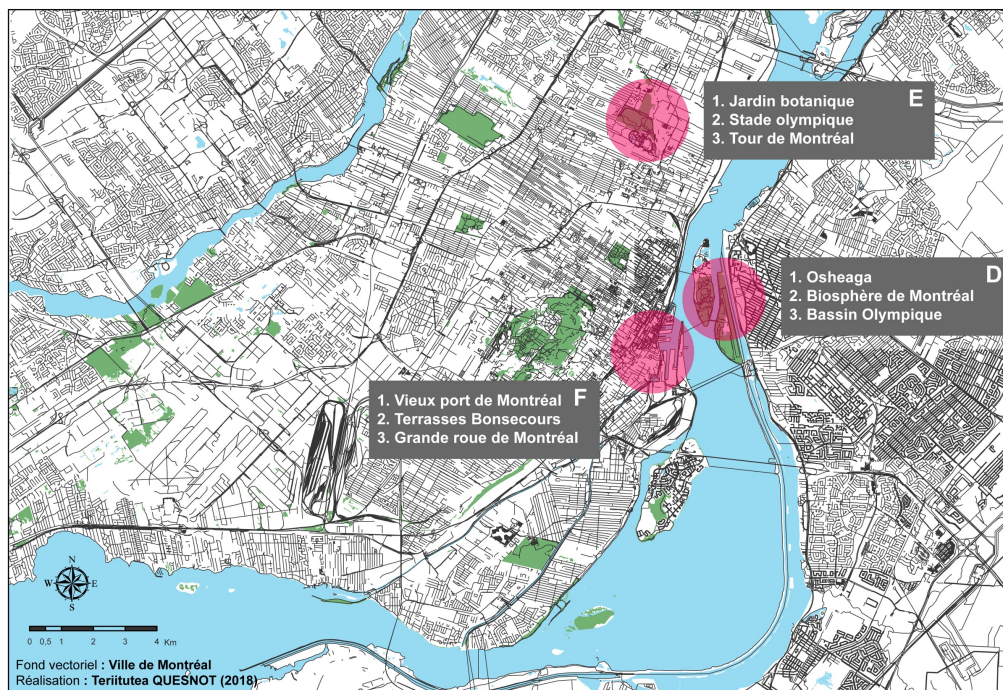 E
1. Jardin botanique
2. Stade olympique
3. Tour de Montréal
D
1. Osheaga
2. Biosphère de Montréal
3. Bassin Olympique
F
1. Vieux port de Montréal
2. Terrasses Bonsecours
3. Grande roue de Montréal
N
W E
S
0 0,5 1 2 3 4 Km
Fond vectoriel : Ville de Montréal
Réalisation : Teriitutea QUESNOT (2018)